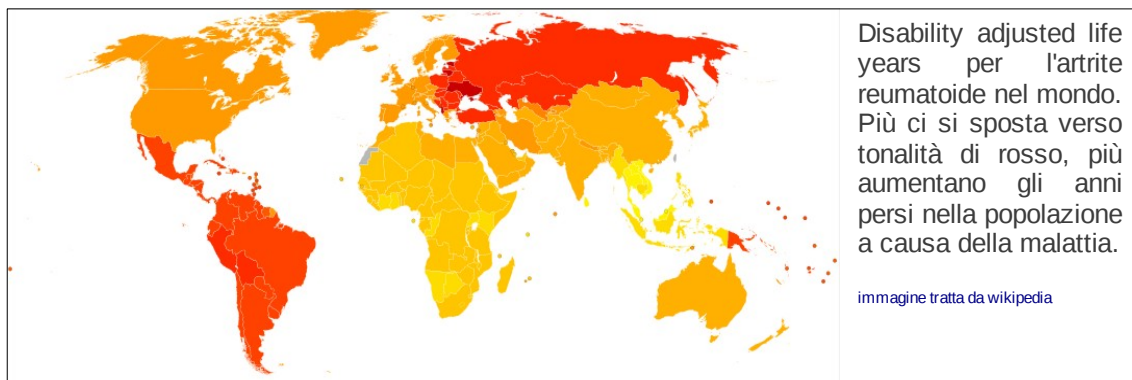 Disability adjusted life
years per l'artrite
reumatoide nel mondo.
Più ci si sposta verso
tonalità di rosso, più
aumentano gli anni
persi nella popolazione
a causa della malattia.
immagine tratta da wikipedia